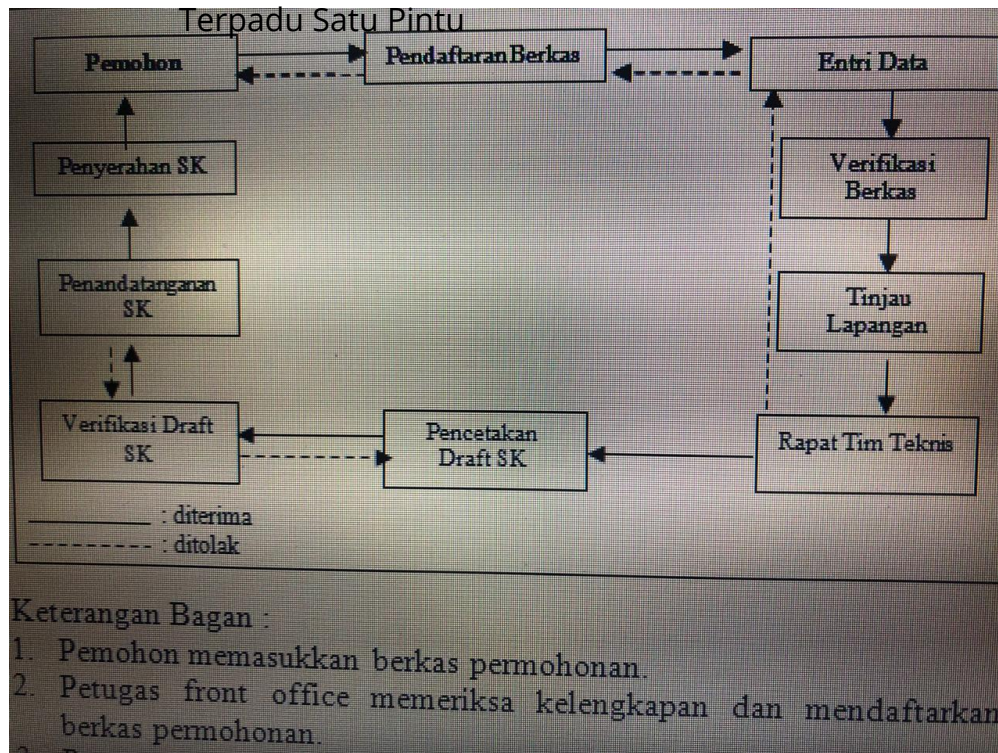 Terpadu Satu Pintu
Pemohon
Pendaftaran Berkas
Entri Data
Penyerahan SK
Verifikasi
Berkas
Penandatanganan
SK
Tinjau
Lapangan
Verifikasi Draft
SK
Pencetakan
Draft SK
Rapat Tim Teknis
: diterima
: ditolak
Keterangan Bagan :
1. Pemohon memasukkan berkas permohonan.
2. Petugas front office memeriksa kelengkapan dan mendaftarkan
berkas permohonan.